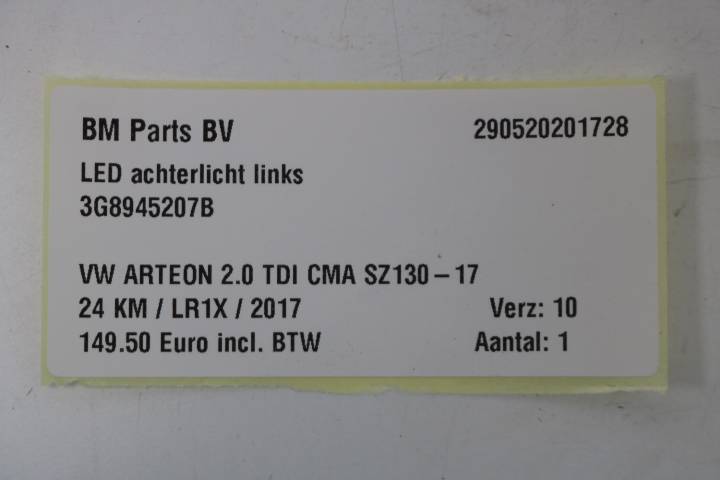 BM Parts BV 290520201728
LED achterlicht links
3G8945207B
VW ARTEON 2.0 TDI CMA SZ130-17
24 KM / LR1X / 2017 Verz: 10
149.50 Euro incl. BTW Aantal: 1